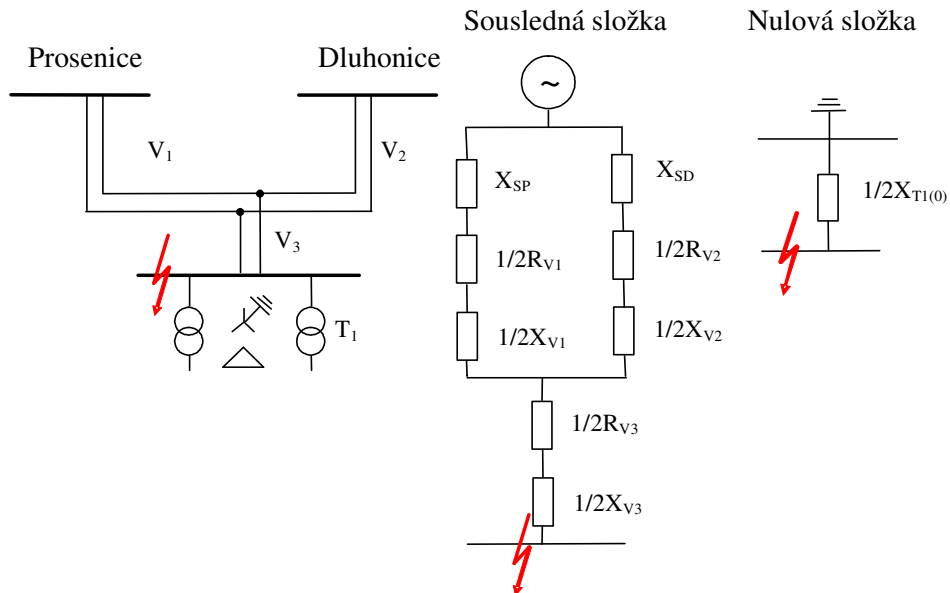 Sousledná složka
Nulová složka
Prosenice
Dluhonice
V1
V2
V3
T1
~
XSP
XSD
1/2RV1
1/2RV2
1/2XV1
1/2XV2
1/2RV3
1/2XV3
1/2XT1(0)